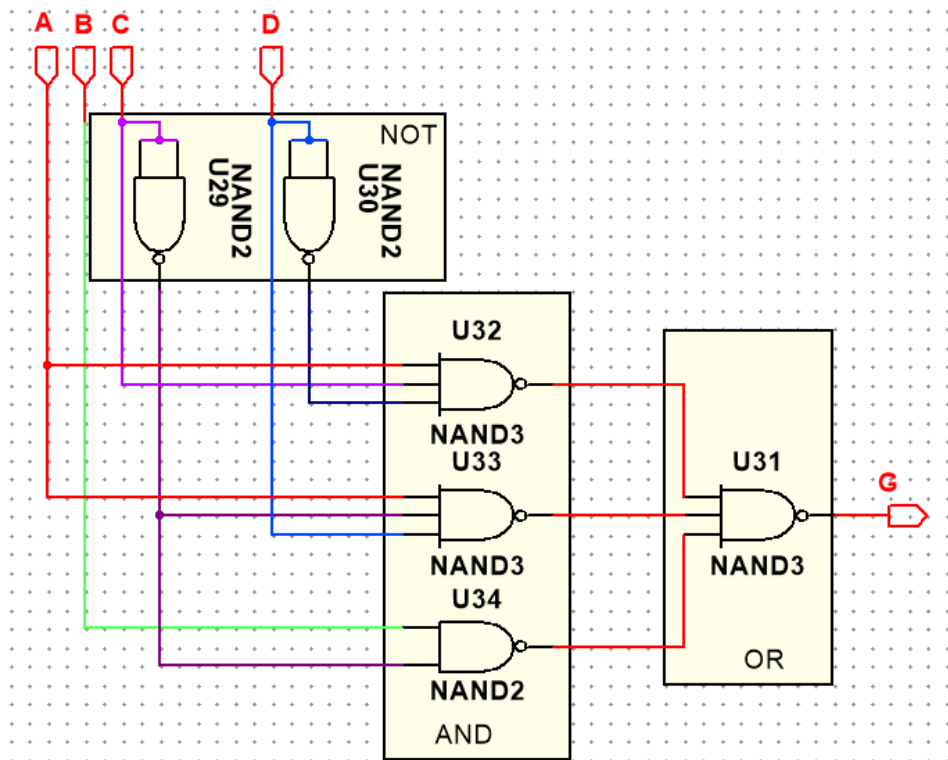 A B C D
NOT
NAND2
U29
NAND2
U30
U32
NAND3
U33
NAND3
U34
NAND2
AND
U31
NAND3
OR
G